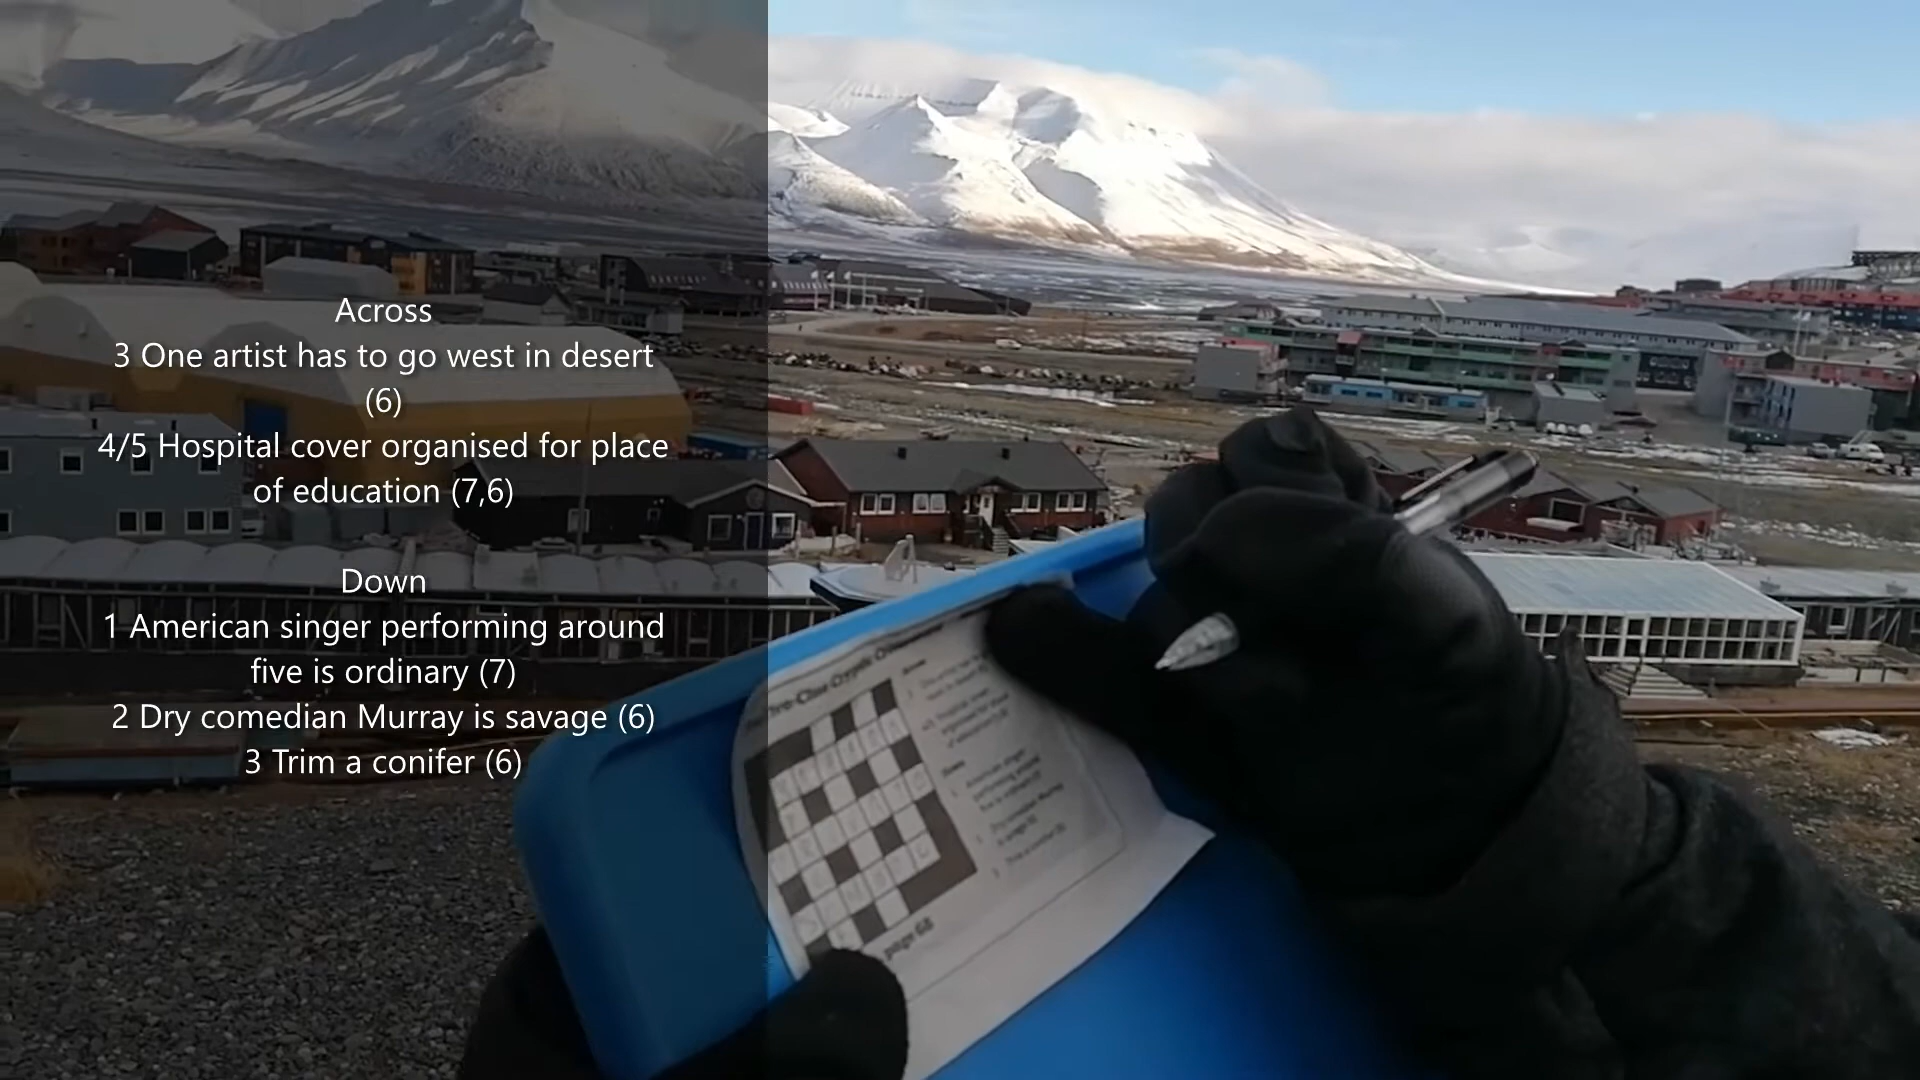 Across
3 One artist has to go west in desert
(6)
4/5 Hospital cover organised for place
of education (7,6)
Down
1 American singer performing around
five is ordinary (7)
2 Dry comedian Murray is savage (6)
3 Trim a conifer (6)
page 68